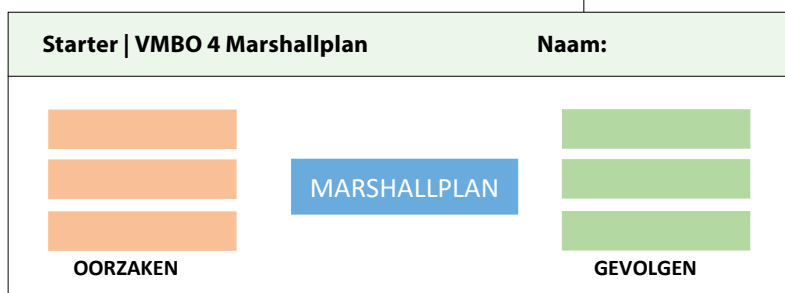 Starter | VMBO 4 Marshallplan Naam:
MARSHALLPLAN
OORZAKEN GEVOLGEN